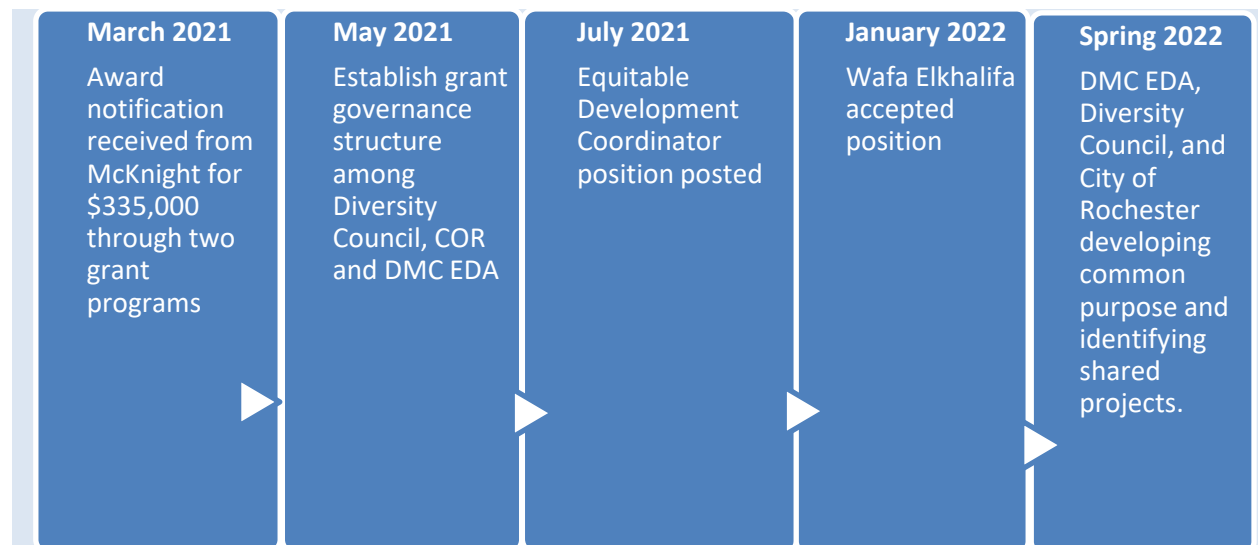 March 2021
Award
notification
received from
McKnight for
$335,000
through two
grant
programs
May 2021
Establish grant
governance
structure
among
Diversity
Council, COR
and DMC EDA
July 2021
Equitable
Development
Coordinator
position posted
January 2022
Wafa Elkhalifa
accepted
position
Spring 2022
DMC EDA,
Diversity
Council, and
City of
Rochester
developing
common
purpose and
identifying
shared
projects.